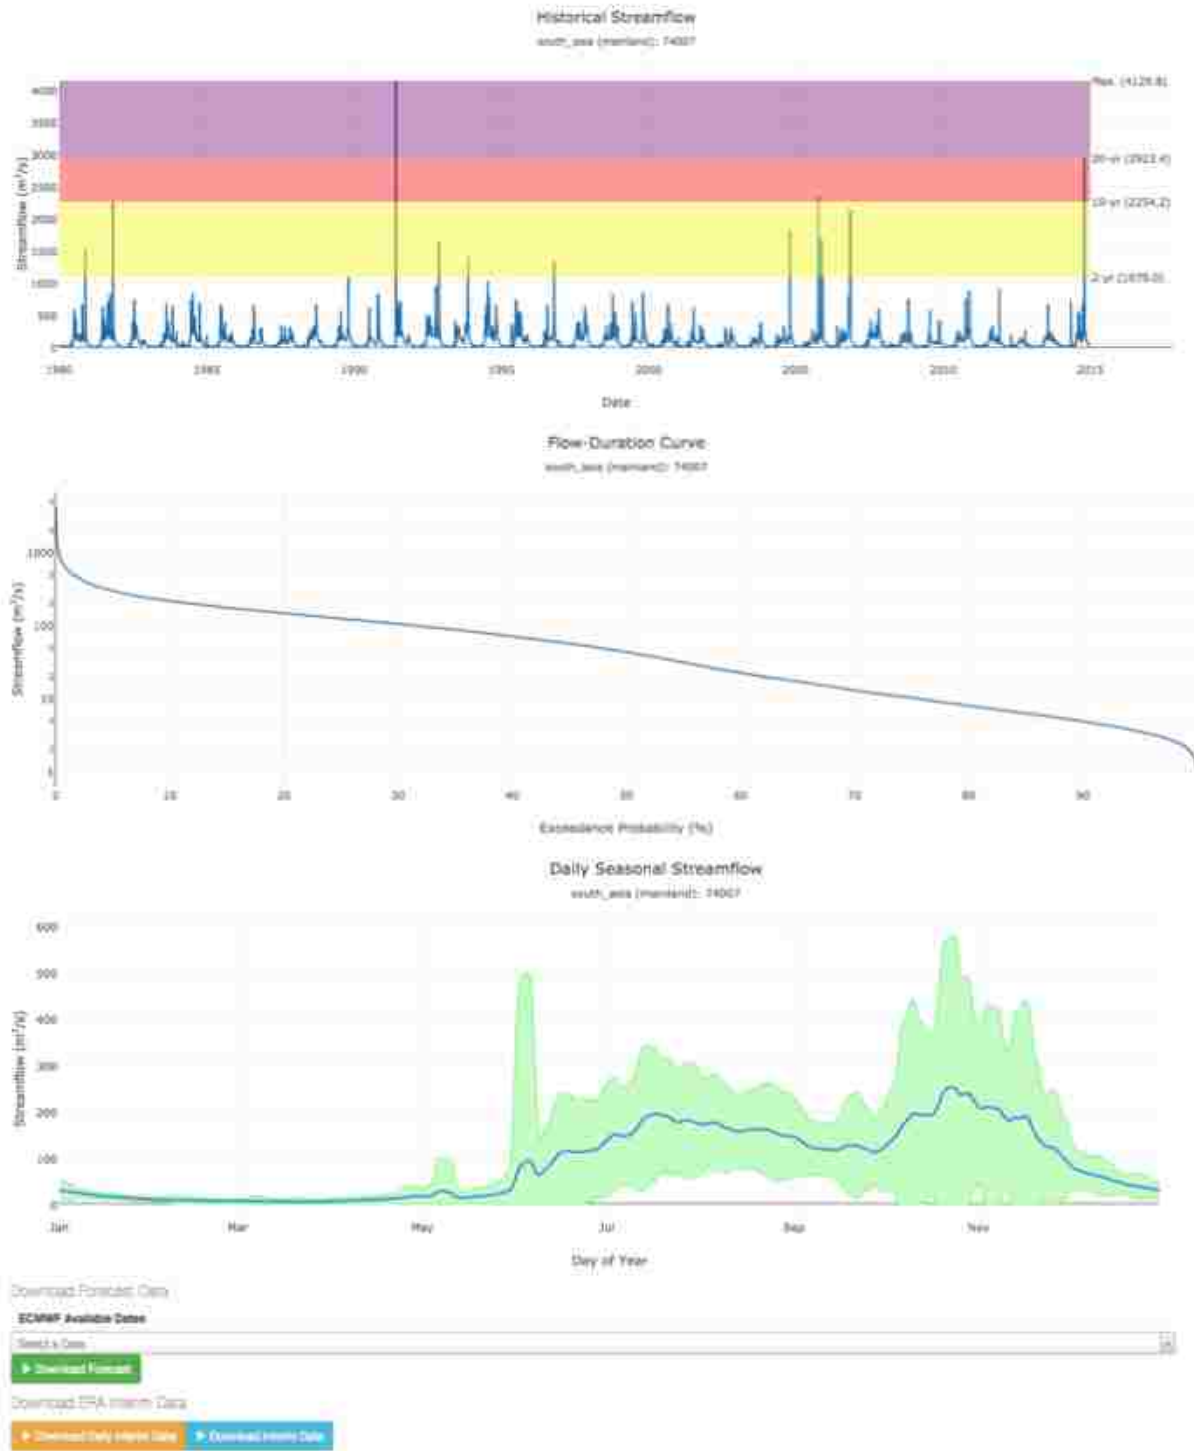 Historical Streamflow
south_asia (mainland): 74007
Max. (4129.8)
4000
3500
3000
20-yr (2923.4)
2500
10-yr (2254.2)
2000
1500
1000
2-yr (1079.0)
500
0
Streamflow (m³/s)
1980 1985 1990 1995 2000 2005 2010 2015
Date
Flow-Duration Curve
south_asia (mainland): 74007
1000
100
10
Streamflow (m³/s)
0 10 20 30 40 50 60 70 80 90
Exceedance Probability (%)
Daily Seasonal Streamflow
south_asia (mainland): 74007
600
500
400
300
200
100
0
Streamflow (m³/s)
Jan Mar May Jul Sep Nov
Day of Year
Download Forecast Data
ECMWF Available Dates
Select a Date
Download Forecast
Download ERA Interim Data
Download Daily Interim Data Download Interim Data